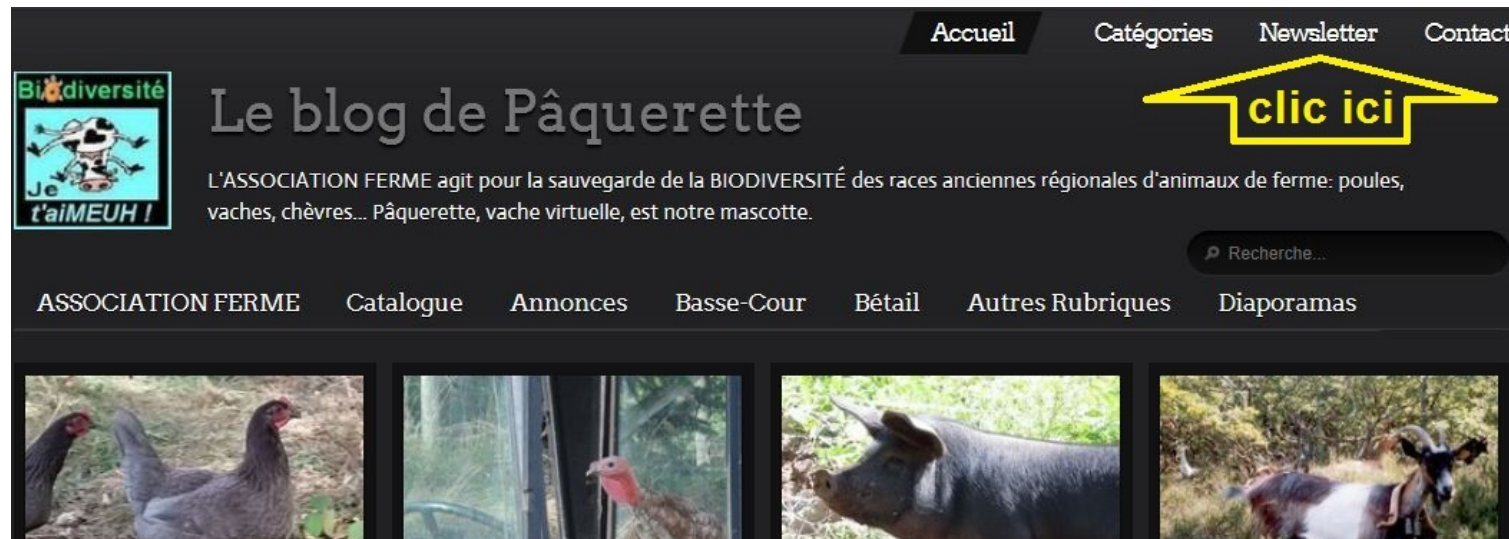 Accueil Catégories Newsletter Contact
clic ici
Biodiversité
Je
t'aiMEUH !
Le blog de Pâquerette
L'ASSOCIATION FERME agit pour la sauvegarde de la BIODIVERSITÉ des races anciennes régionales d'animaux de ferme: poules,
vaches, chèvres... Pâquerette, vache virtuelle, est notre mascotte.
Recherche...
ASSOCIATION FERME Catalogue Annonces Basse-Cour Bétail Autres Rubriques Diaporamas